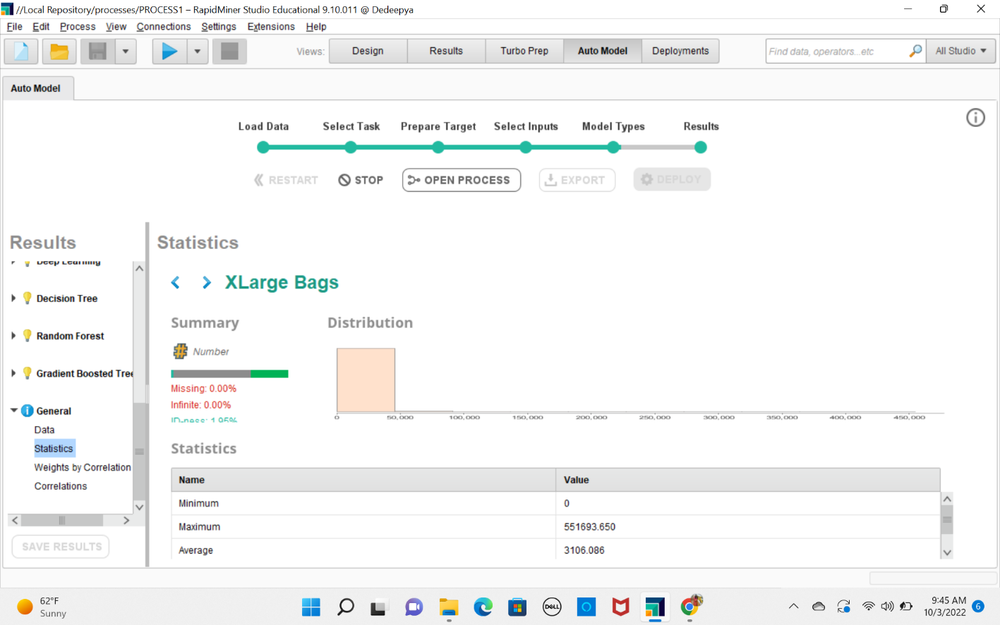 //Local Repository/processes/PROCESS1 – RapidMiner Studio Educational 9.10.011 @ Dedeepya
File Edit Process View Connections Settings Extensions Help
Views: Design Results Turbo Prep Auto Model Deployments Find data, operators...etc All Studio
Auto Model
Load Data Select Task Prepare Target Select Inputs Model Types Results
RESTART STOP OPEN PROCESS EXPORT DEPLOY
Results
Deep Learning
Decision Tree
Random Forest
Gradient Boosted Tree
General
Data
Statistics
Weights by Correlation
Correlations
SAVE RESULTS
Statistics
XLarge Bags
Summary
Number
Missing: 0.00%
Infinite: 0.00%
ID-ness: 1.95%
Distribution
0 50,000 100,000 150,000 200,000 250,000 300,000 350,000 400,000 450,000
Statistics
Name Value
Minimum 0
Maximum 551693.650
Average 3106.086
62°F
Sunny
DELL
9:45 AM
10/3/2022
6